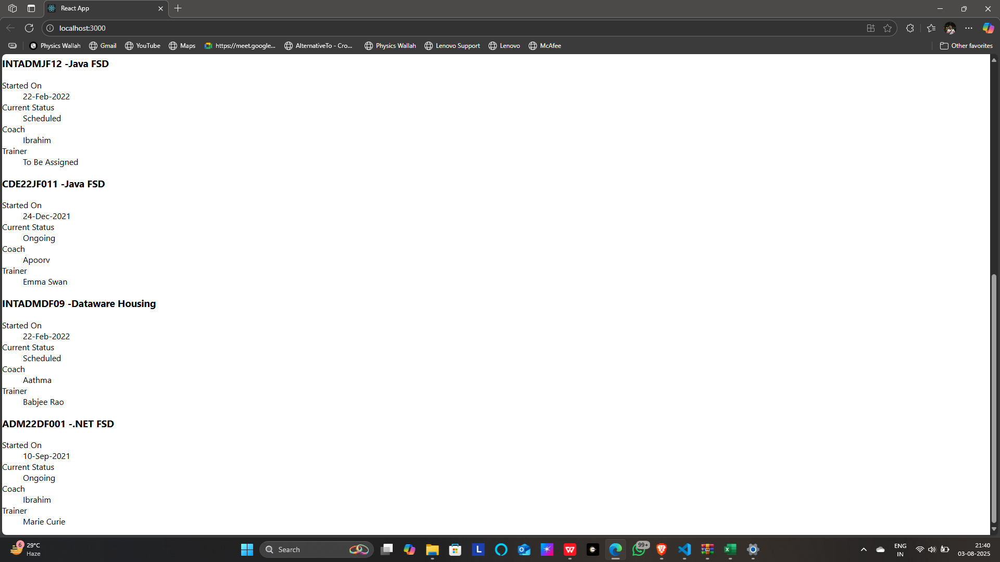 React App
localhost:3000
Physics Wallah
Gmail
YouTube
Maps
https://meet.google...
AlternativeTo - Cro...
Physics Wallah
Lenovo Support
Lenovo
McAfee
Other favorites
INTADMJF12 -Java FSD
Started On
22-Feb-2022
Current Status
Scheduled
Coach
Ibrahim
Trainer
To Be Assigned
CDE22JF011 -Java FSD
Started On
24-Dec-2021
Current Status
Ongoing
Coach
Apoorv
Trainer
Emma Swan
INTADMDF09 -Dataware Housing
Started On
22-Feb-2022
Current Status
Scheduled
Coach
Aathma
Trainer
Babjee Rao
ADM22DF001 -.NET FSD
Started On
10-Sep-2021
Current Status
Ongoing
Coach
Ibrahim
Trainer
Marie Curie
6
29°C
Haze
Search
L
W
99+
ENG
IN
21:40
03-08-2025